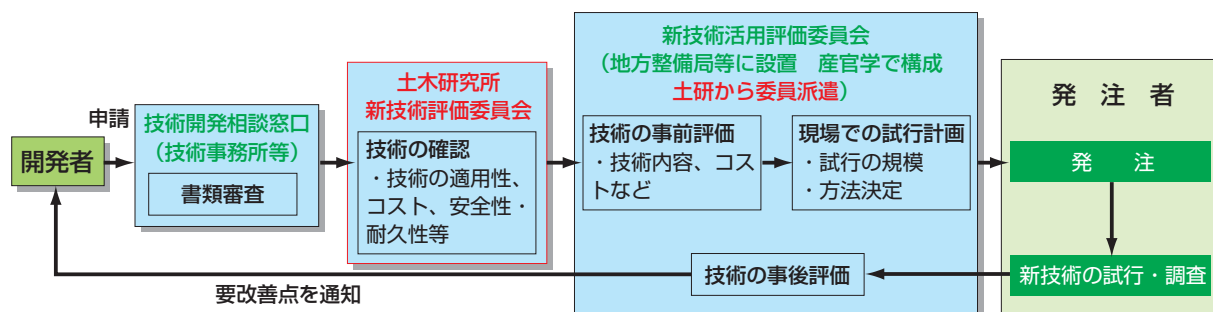 開発者
申請
技術開発相談窓口
（技術事務所等）
書類審査
土木研究所
新技術評価委員会
技術の確認
・技術の適用性、
コスト、安全性・
耐久性等
新技術活用評価委員会
（地方整備局等に設置　産官学で構成
土研から委員派遣）
技術の事前評価
・技術内容、コス
トなど
現場での試行計画
・試行の規模
・方法決定
発　注　者
発　　注
新技術の試行・調査
技術の事後評価
要改善点を通知